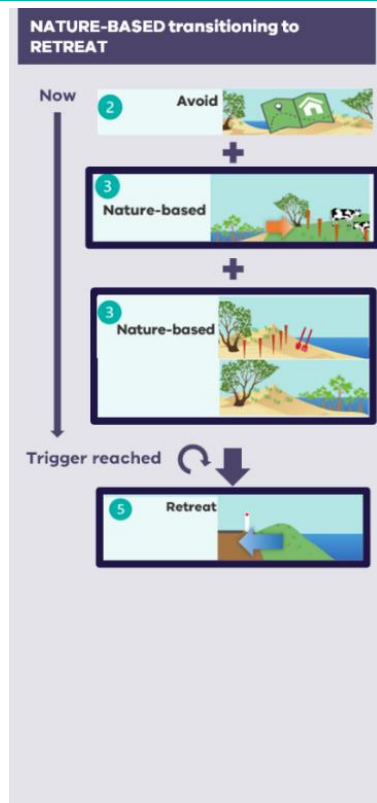 NATURE-BASED transitioning to
RETREAT
Now
2
Avoid
+
3
Nature-based
+
3
Nature-based
Trigger reached
5
Retreat